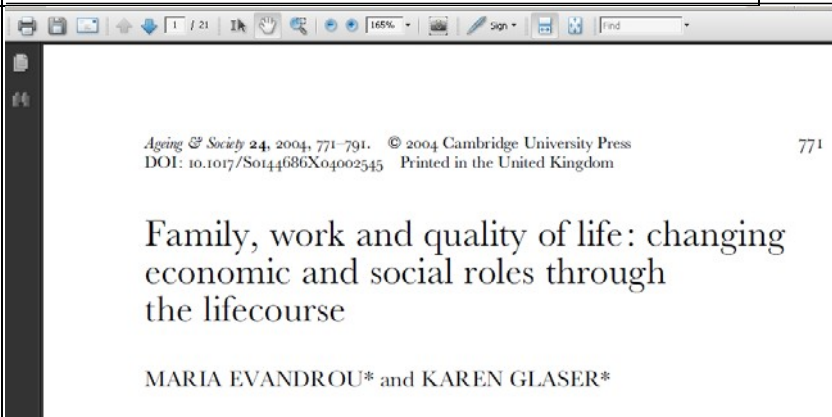 1 / 21 165% Sign Find
Ageing & Society 24, 2004, 771–791. © 2004 Cambridge University Press 771
DOI: 10.1017/S0144686X04002545 Printed in the United Kingdom
Family, work and quality of life: changing
economic and social roles through
the lifecourse
MARIA EVANDROU* and KAREN GLASER*